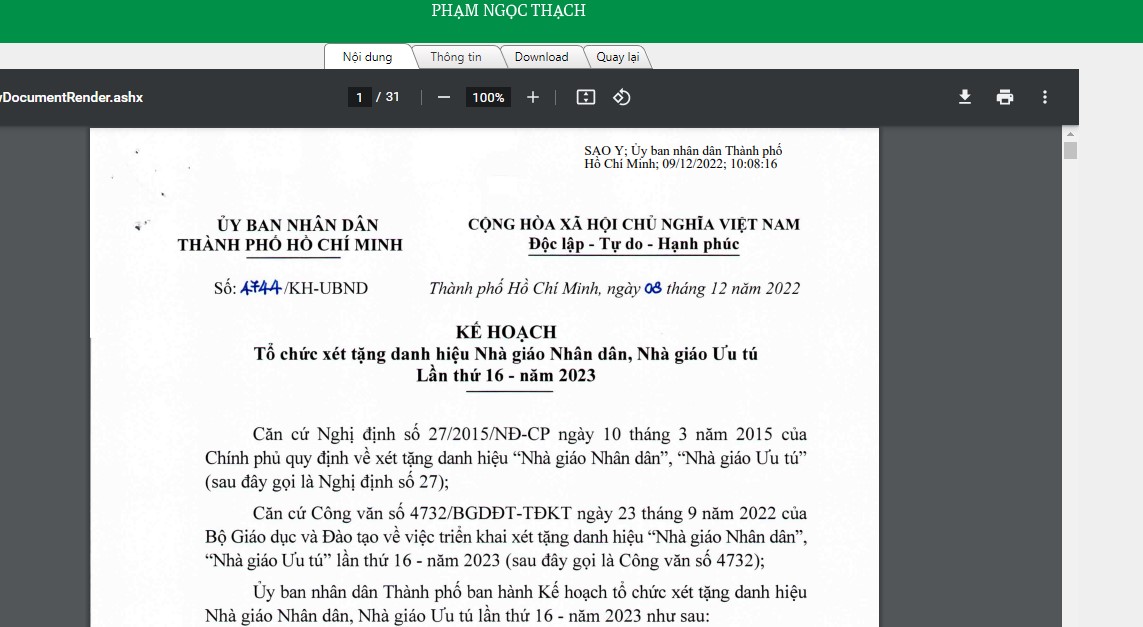 PHẠM NGỌC THẠCH
Nội dung
Thông tin
Download
Quay lại
DocumentRender.ashx
1 / 31
100%
SAO Y; Ủy ban nhân dân Thành phố
Hồ Chí Minh; 09/12/2022; 10:08:16
ỦY BAN NHÂN DÂN
THÀNH PHỐ HỒ CHÍ MINH
CỘNG HÒA XÃ HỘI CHỦ NGHĨA VIỆT NAM
Độc lập - Tự do - Hạnh phúc
Số: 4744/KH-UBND
Thành phố Hồ Chí Minh, ngày 08 tháng 12 năm 2022
KẾ HOẠCH
Tổ chức xét tặng danh hiệu Nhà giáo Nhân dân, Nhà giáo Ưu tú
Lần thứ 16 - năm 2023
Căn cứ Nghị định số 27/2015/NĐ-CP ngày 10 tháng 3 năm 2015 của
Chính phủ quy định về xét tặng danh hiệu “Nhà giáo Nhân dân”, “Nhà giáo Ưu tú”
(sau đây gọi là Nghị định số 27);
Căn cứ Công văn số 4732/BGDĐT-TĐKT ngày 23 tháng 9 năm 2022 của
Bộ Giáo dục và Đào tạo về việc triển khai xét tặng danh hiệu “Nhà giáo Nhân dân”,
“Nhà giáo Ưu tú” lần thứ 16 - năm 2023 (sau đây gọi là Công văn số 4732);
Ủy ban nhân dân Thành phố ban hành Kế hoạch tổ chức xét tặng danh hiệu
Nhà giáo Nhân dân, Nhà giáo Ưu tú lần thứ 16 - năm 2023 như sau: